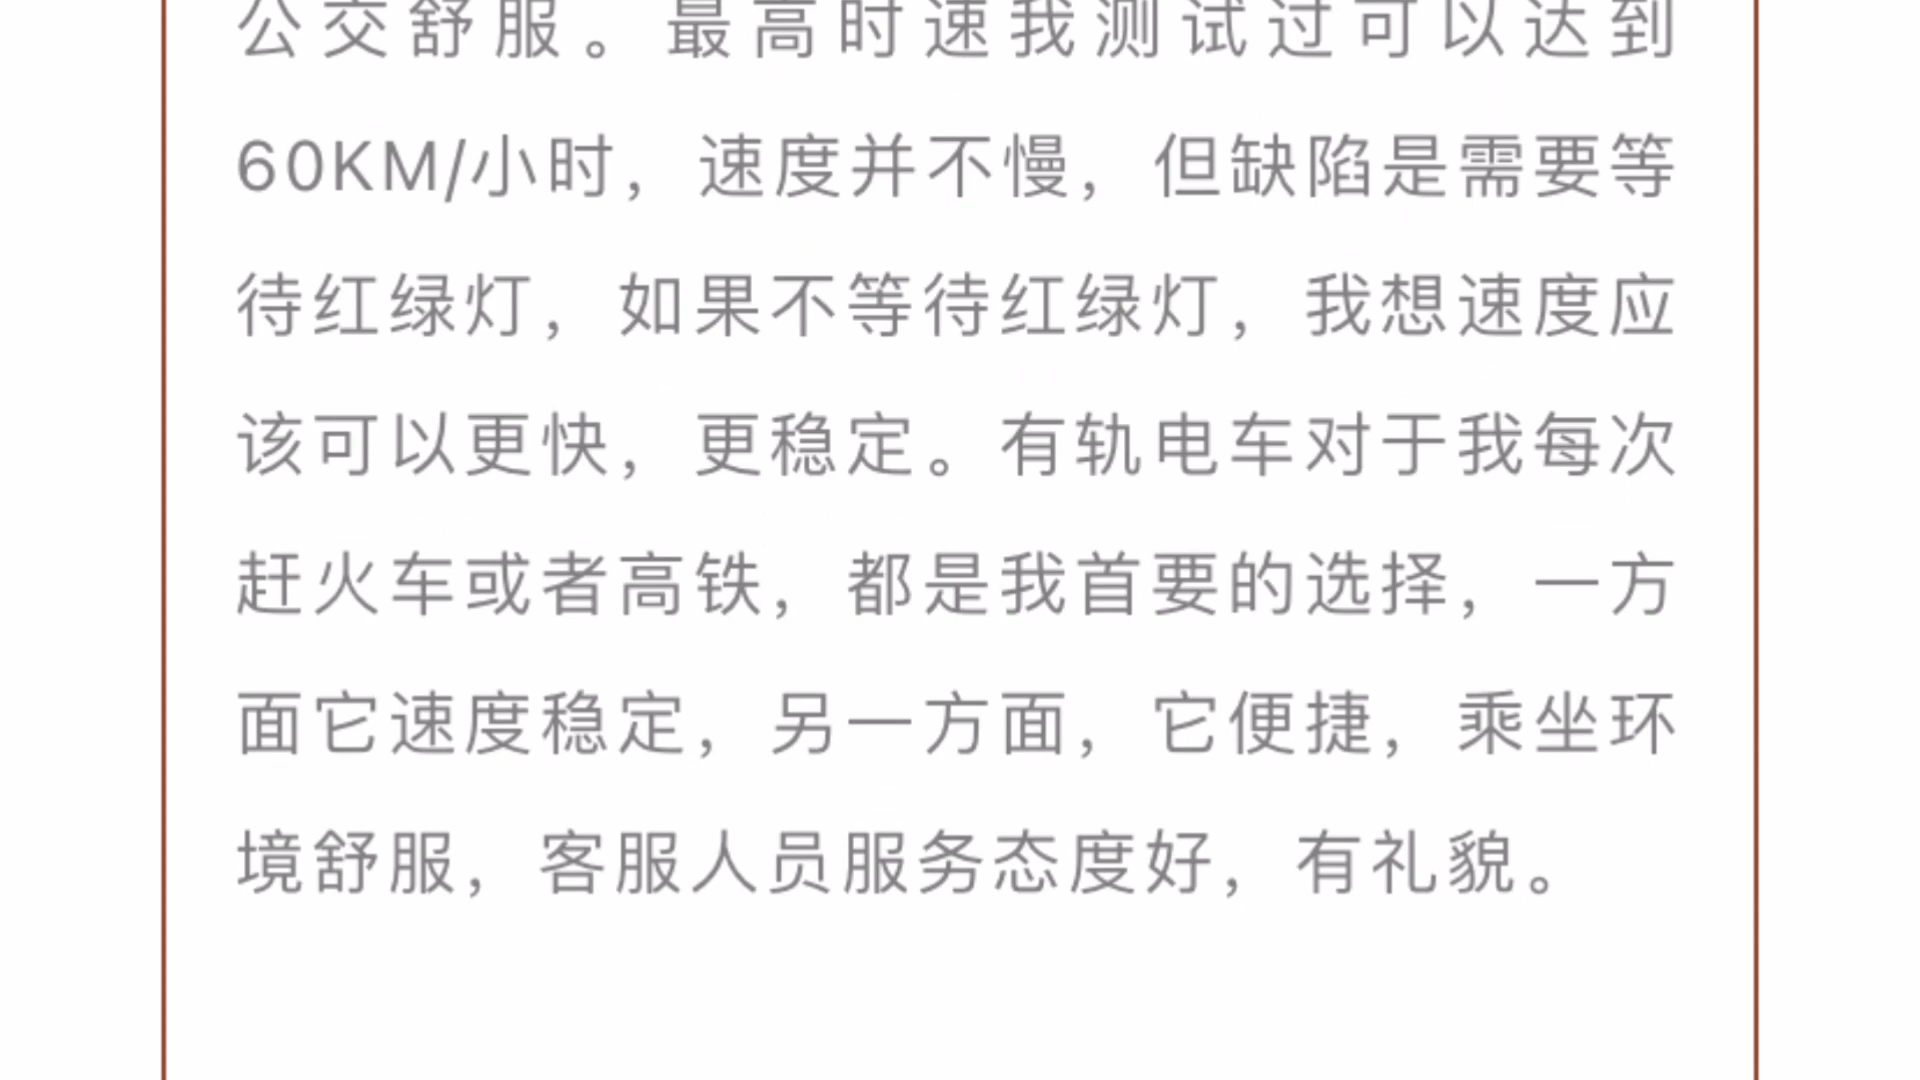 公交舒服。最高时速我测试过可以达到
60KM/小时，速度并不慢，但缺陷是需要等
待红绿灯，如果不等待红绿灯，我想速度应
该可以更快，更稳定。有轨电车对于我每次
赶火车或者高铁，都是我首要的选择，一方
面它速度稳定，另一方面，它便捷，乘坐环
境舒服，客服人员服务态度好，有礼貌。